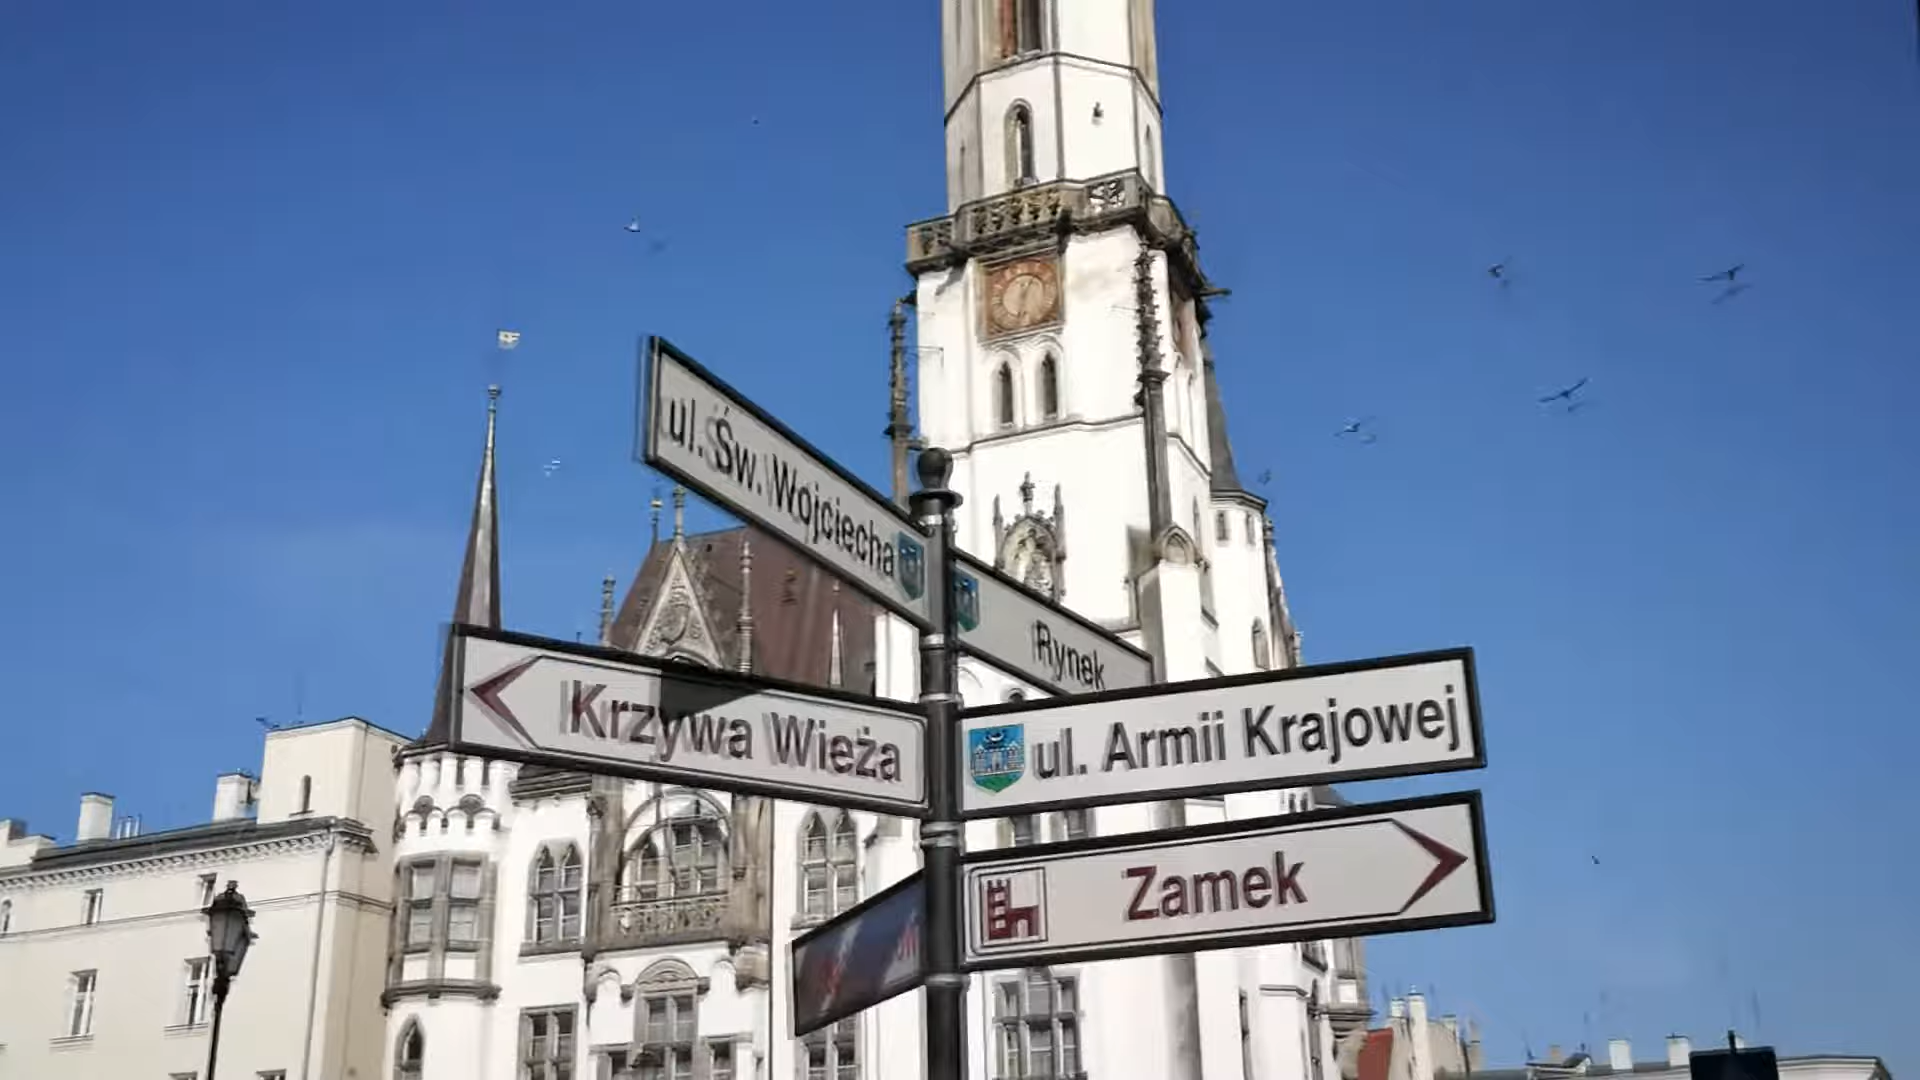 ul. Św. Wojciecha
Rynek
Krzywa Wieża
ul. Armii Krajowej
Zamek